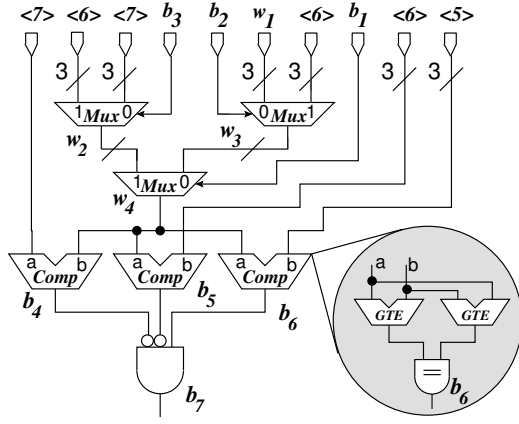 <7> <6> <7> b3 b2 w1 <6> b1 <6> <5>
3 3 3 3 3 3
1 Mux 0 0 Mux 1
w2 w3
1 Mux 0
w4
a b a b a b a b
Comp Comp Comp GTE GTE
b4 b5 b6
=
b6
b7